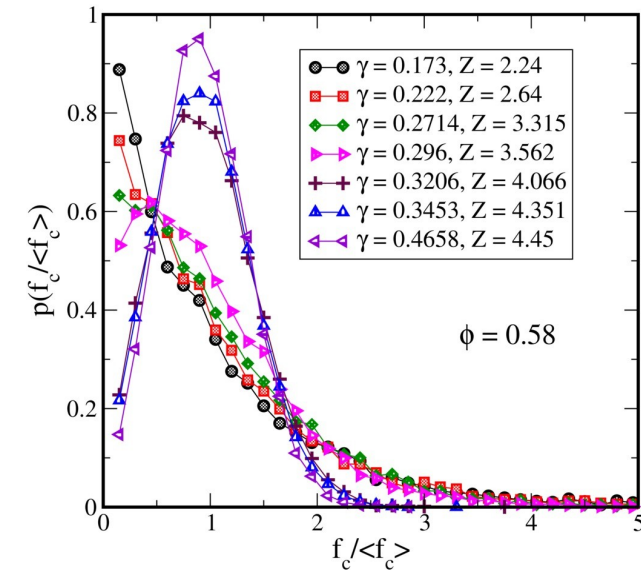 1
0.8
0.6
0.4
0.2
0
p(f_c/<f_c>)
γ = 0.173, Z = 2.24
γ = 0.222, Z = 2.64
γ = 0.2714, Z = 3.315
γ = 0.296, Z = 3.562
γ = 0.3206, Z = 4.066
γ = 0.3453, Z = 4.351
γ = 0.4658, Z = 4.45
ϕ = 0.58
0 1 2 3 4 5
f_c/<f_c>